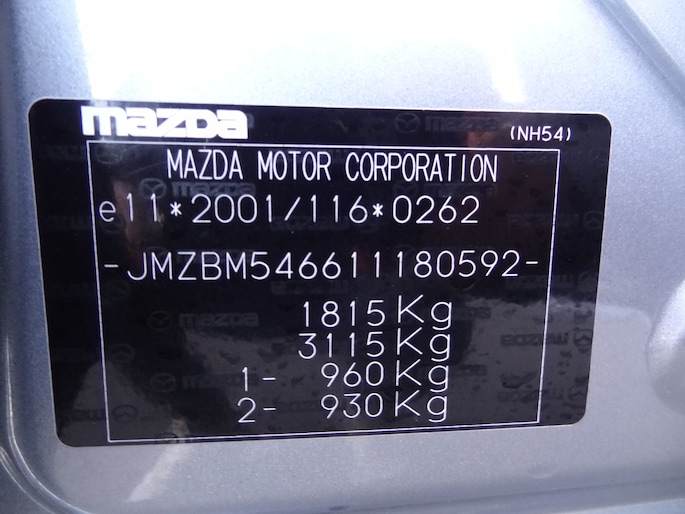 mazda
(NH54)
MAZDA MOTOR CORPORATION
e11*2001/116*0262
-JMZBM546611180592-
1815Kg
3115Kg
1- 960Kg
2- 930Kg